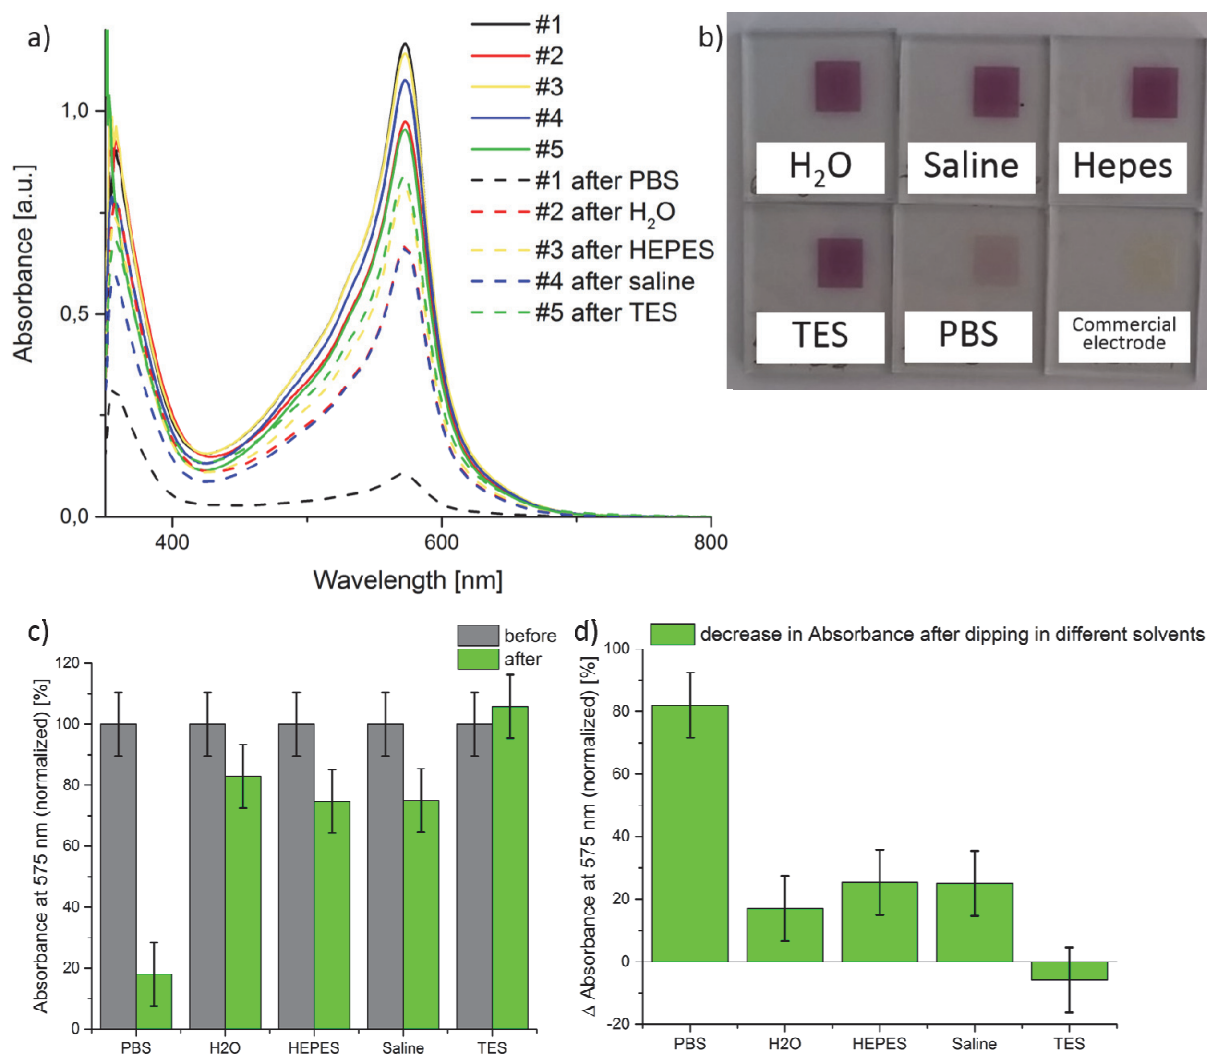 a)
#1
#2
#3
#4
#5
#1 after PBS
#2 after H2O
#3 after HEPES
#4 after saline
#5 after TES
1,0
0,5
0,0
Absorbance [a.u.]
400
600
800
Wavelength [nm]
b)
H2O
Saline
Hepes
TES
PBS
Commercial
electrode
c)
before
after
120
100
80
60
40
20
0
Absorbance at 575 nm (normalized) [%]
PBS
H2O
HEPES
Saline
TES
d)
decrease in Absorbance after dipping in different solvents
100
80
60
40
20
0
-20
Δ Absorbance at 575 nm (normalized) [%]
PBS
H2O
HEPES
Saline
TES